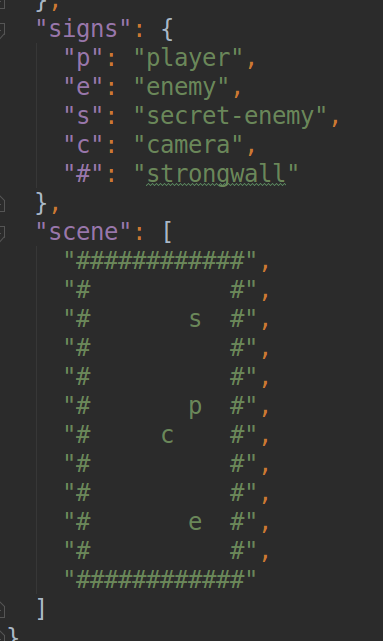 },
  "signs": {
    "p": "player",
    "e": "enemy",
    "s": "secret-enemy",
    "c": "camera",
    "#": "strongwall"
  },
  "scene": [
    "############",
    "#          #",
    "#       s  #",
    "#          #",
    "#          #",
    "#       p  #",
    "#     c    #",
    "#          #",
    "#          #",
    "#       e  #",
    "#          #",
    "############"
  ]
}